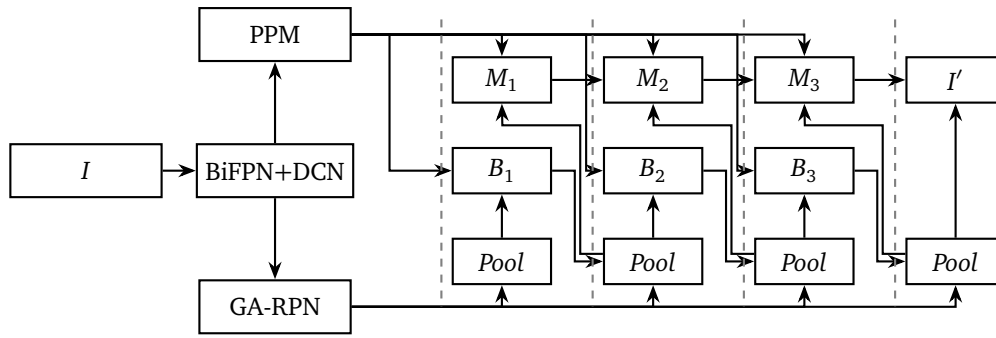 PPM
M₁
M₂
M₃
I′
I
BiFPN+DCN
B₁
B₂
B₃
Pool
Pool
Pool
Pool
GA-RPN